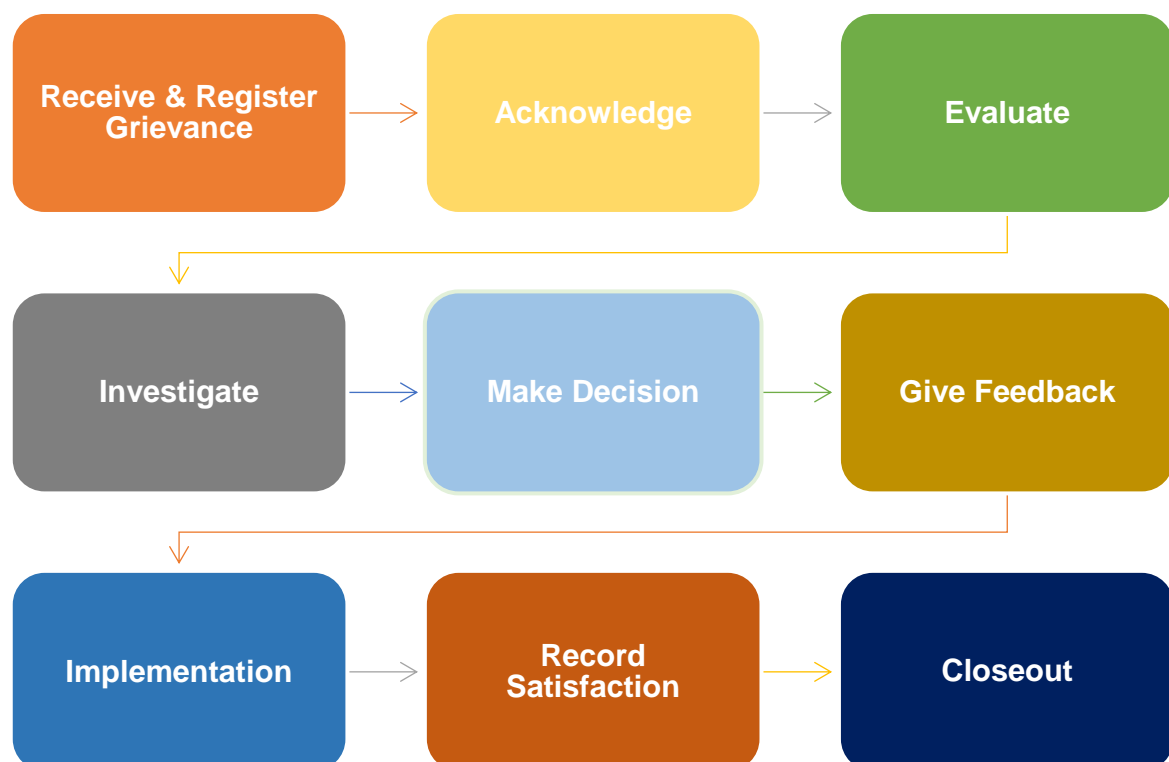 Receive & Register
Grievance
Acknowledge
Evaluate
Investigate
Make Decision
Give Feedback
Implementation
Record
Satisfaction
Closeout